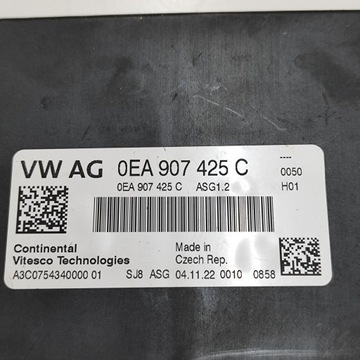 VW AG 0EA 907 425 C
----
0050
0EA 907 425 C ASG1.2 H01
Continental
Vitesco Technologies
Made in
Czech Rep.
A3C0754340000 01 SJ8 ASG 04.11.22 0010 0858